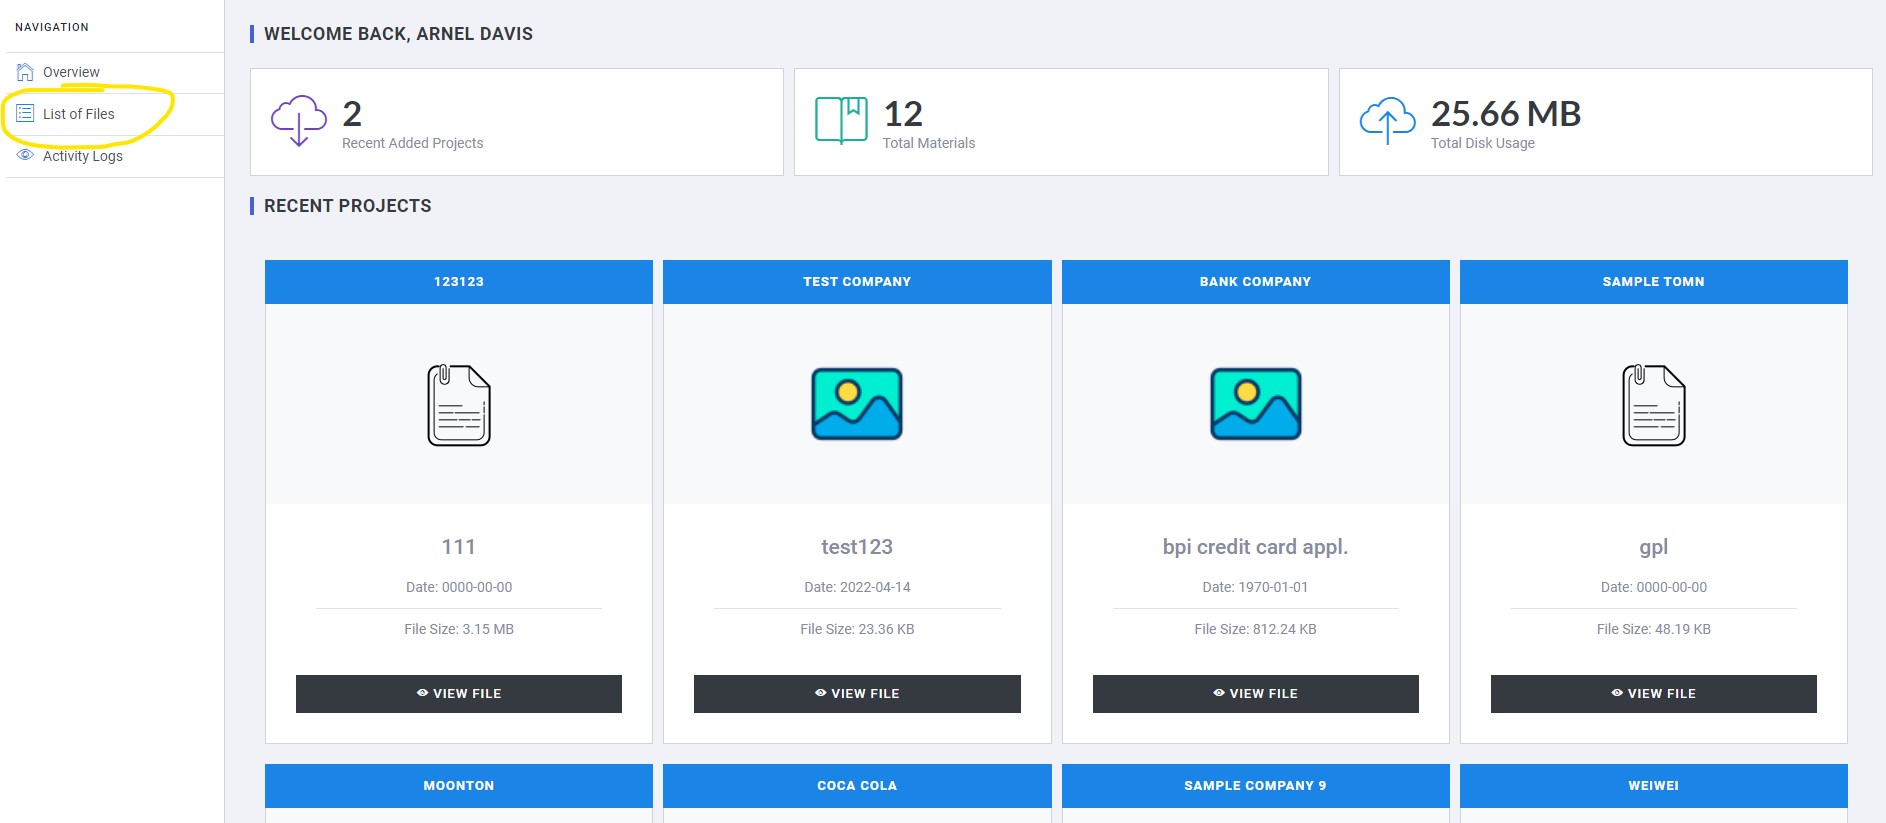 NAVIGATION
Overview
List of Files
Activity Logs
WELCOME BACK, ARNEL DAVIS
2
Recent Added Projects
12
Total Materials
25.66 MB
Total Disk Usage
RECENT PROJECTS
123123
111
Date: 0000-00-00
File Size: 3.15 MB
VIEW FILE
TEST COMPANY
test123
Date: 2022-04-14
File Size: 23.36 KB
VIEW FILE
BANK COMPANY
bpi credit card appl.
Date: 1970-01-01
File Size: 812.24 KB
VIEW FILE
SAMPLE TOMN
gpl
Date: 0000-00-00
File Size: 48.19 KB
VIEW FILE
MOONTON
COCA COLA
SAMPLE COMPANY 9
WEIWEI